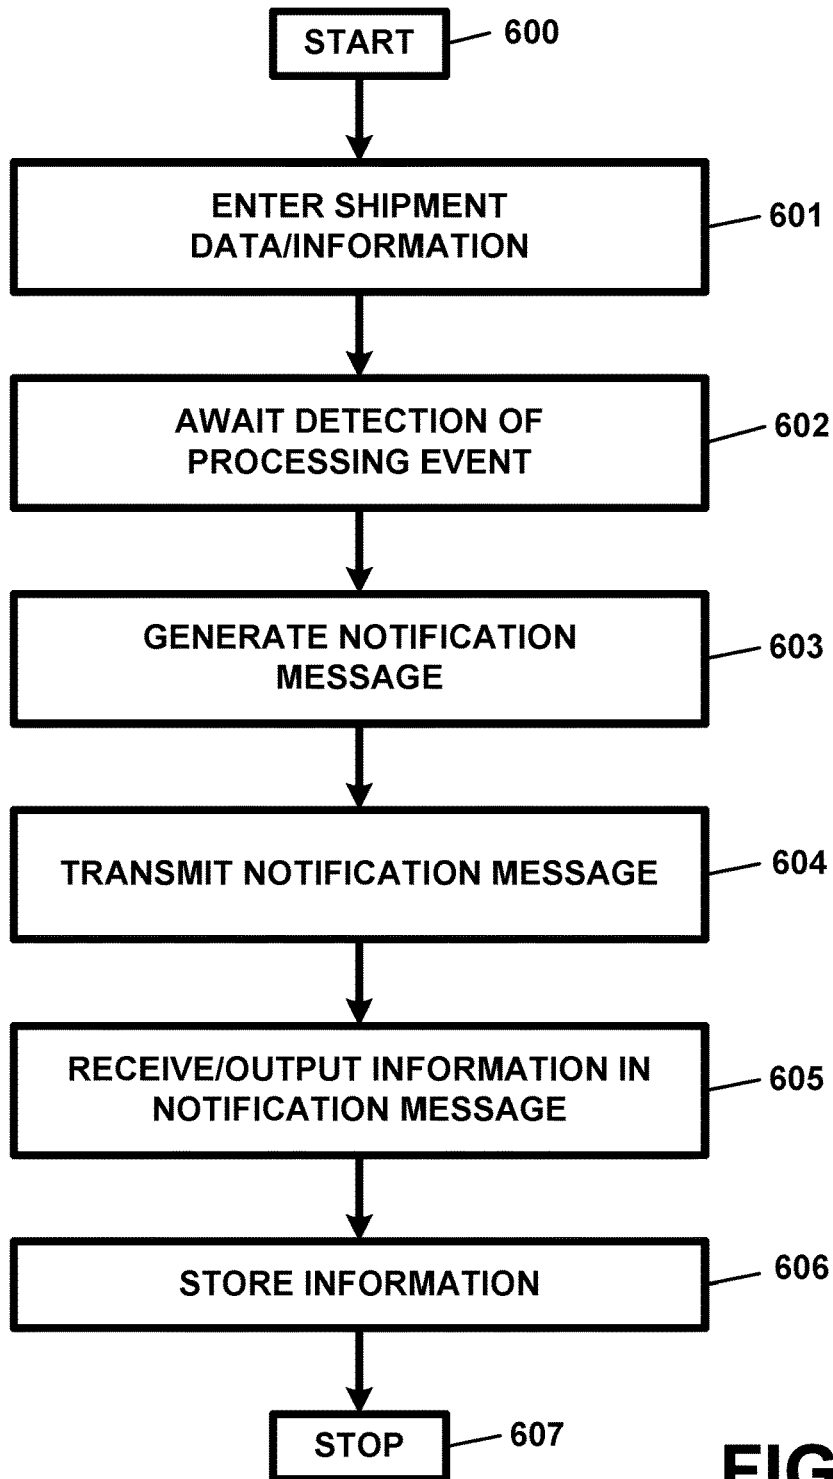 START
600
ENTER SHIPMENT
DATA/INFORMATION
601
AWAIT DETECTION OF
PROCESSING EVENT
602
GENERATE NOTIFICATION
MESSAGE
603
TRANSMIT NOTIFICATION MESSAGE
604
RECEIVE/OUTPUT INFORMATION IN
NOTIFICATION MESSAGE
605
STORE INFORMATION
606
STOP
607
FIG